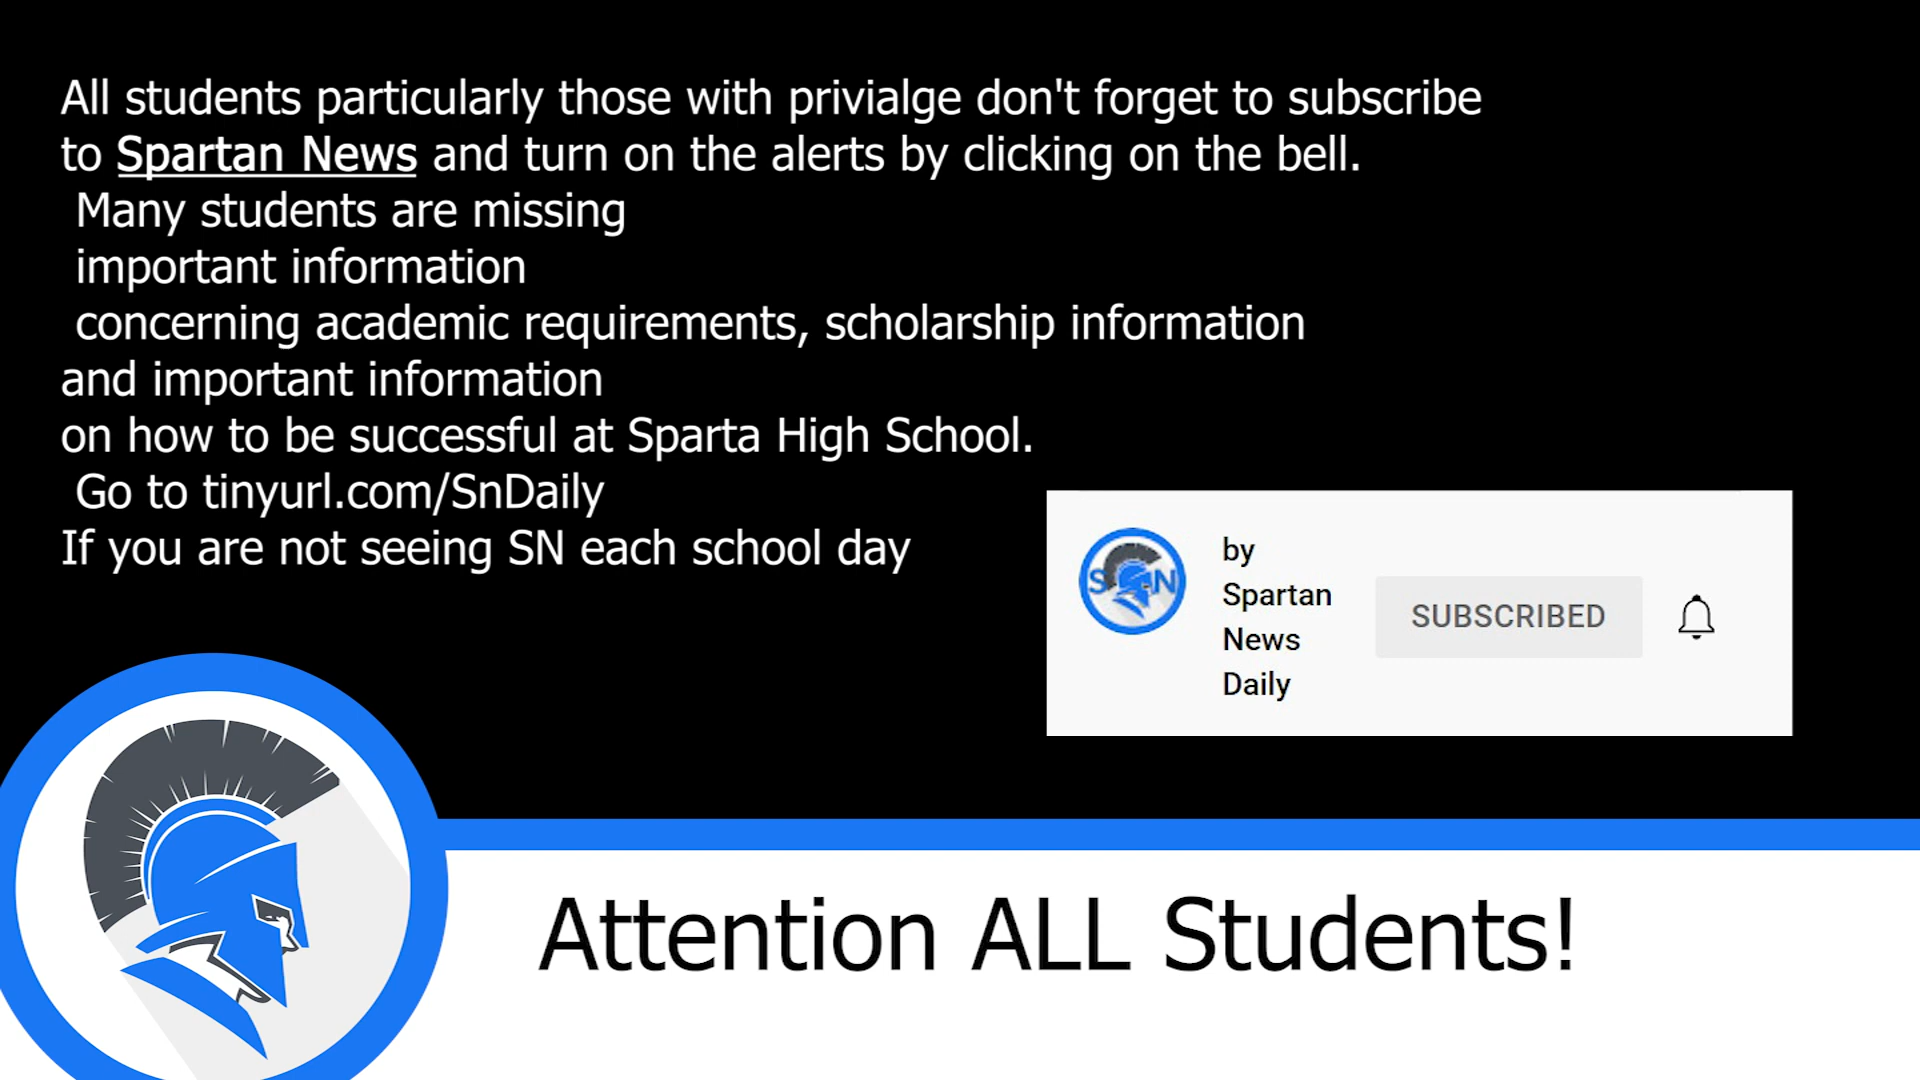 All students particularly those with privialge don't forget to subscribe
to Spartan News and turn on the alerts by clicking on the bell.
Many students are missing
important information
concerning academic requirements, scholarship information
and important information
on how to be successful at Sparta High School.
Go to tinyurl.com/SnDaily
If you are not seeing SN each school day
S N
by
Spartan
News
Daily
SUBSCRIBED
Attention ALL Students!